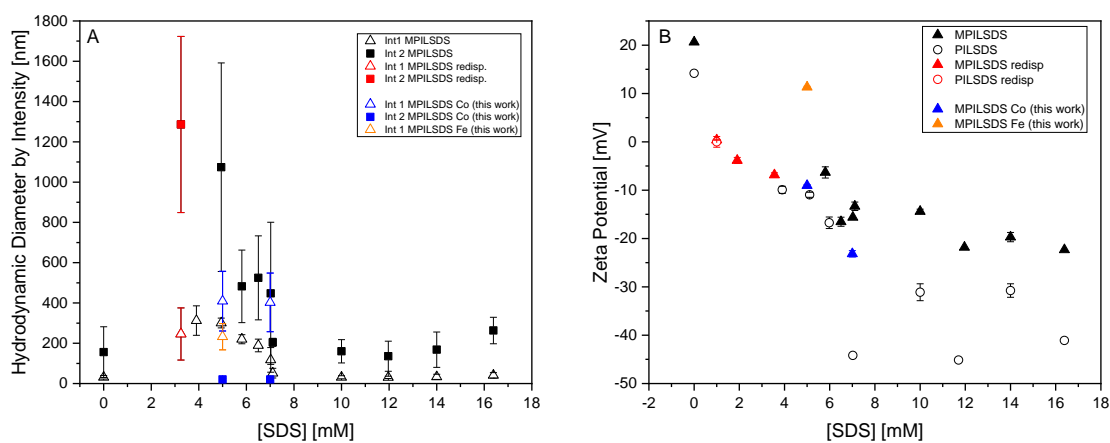 A
Hydrodynamic Diameter by Intensity [nm]
1800
1600
1400
1200
1000
800
600
400
200
0
Int1 MPILSDS
Int 2 MPILSDS
Int 1 MPILSDS redisp.
Int 2 MPILSDS redisp.
Int 1 MPILSDS Co (this work)
Int 2 MPILSDS Co (this work)
Int 1 MPILSDS Fe (this work)
0 2 4 6 8 10 12 14 16 18
[SDS] [mM]
B
Zeta Potential [mV]
20
10
0
-10
-20
-30
-40
-50
MPILSDS
PILSDS
MPILSDS redisp
PILSDS redisp
MPILSDS Co (this work)
MPILSDS Fe (this work)
-2 0 2 4 6 8 10 12 14 16 18
[SDS] [mM]